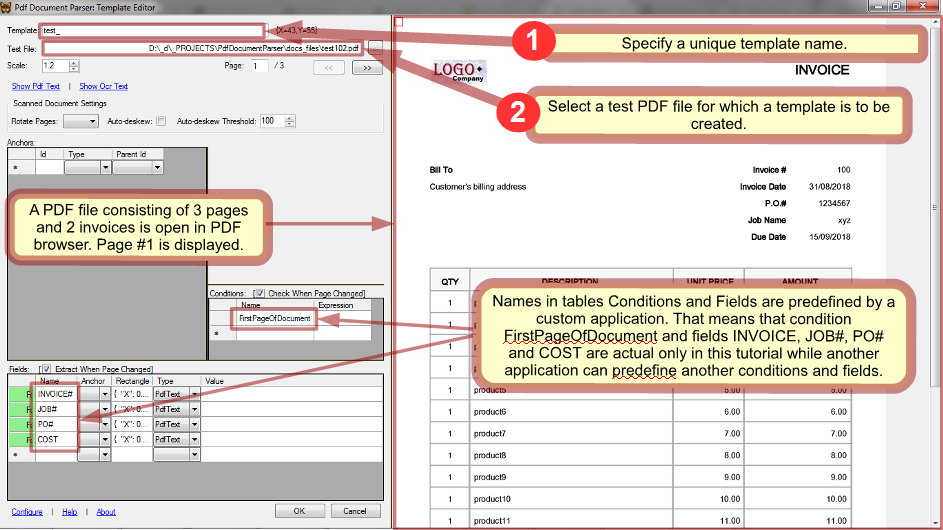 Pdf Document Parser: Template Editor
Template: test_ {X=43,Y=55}
Test File: D:\_d\_PROJECTS\PdfDocumentParser\docs_files\test102.pdf
Scale: 1.2 Page: 1 / 3 << >>
Show Pdf Text | Show Ocr Text
Scanned Document Settings
Rotate Pages: Auto-deskew: Auto-deskew Threshold: 100
Anchors:
Id Type Parent Id
*
A PDF file consisting of 3 pages
and 2 invoices is open in PDF
browser. Page #1 is displayed.
Conditions: [ Check When Page Changed]
Name Expression
FirstPageOfDocument
*
Fields: [ Extract When Page Changed]
Name Anchor Rectangle Type Value
INVOICE# { "X": 0.... PdfText
JOB# { "X": 0.... PdfText
PO# { "X": 0.... PdfText
COST { "X": 0.... PdfText
*
Configure | Help | About
OK Cancel
1
Specify a unique template name.
LOGO
Company
INVOICE
2
Select a test PDF file for which a template is to be
created.
Bill To
Customer's billing address
Invoice # 100
Invoice Date 31/08/2018
P.O.# 1234567
Job Name xyz
Due Date 15/09/2018
QTY DESCRIPTION UNIT PRICE AMOUNT
1
1
1
1
Names in tables Conditions and Fields are predefined by a
custom application. That means that condition
FirstPageOfDocument and fields INVOICE, JOB#, PO#
and COST are actual only in this tutorial while another
application can predefine another conditions and fields.
1 product5 5.00 5.00
1 product6 6.00 6.00
1 product7 7.00 7.00
1 product8 8.00 8.00
1 product9 9.00 9.00
1 product10 10.00 10.00
1 product11 11.00 11.00